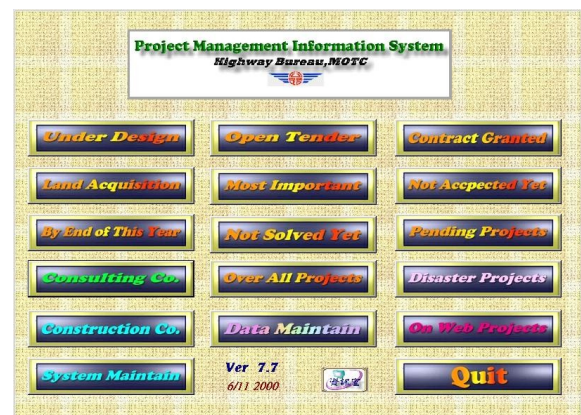 Project Management Information System
Highway Bureau,MOTC
Under Design Open Tender Contract Granted
Land Acquisition Most Important Not Accpected Yet
By End of This Year Not Solved Yet Pending Projects
Consulting Co. Over All Projects Disaster Projects
Construction Co. Data Maintain On Web Projects
System Maintain Ver 7.7 Quit
6/11 2000